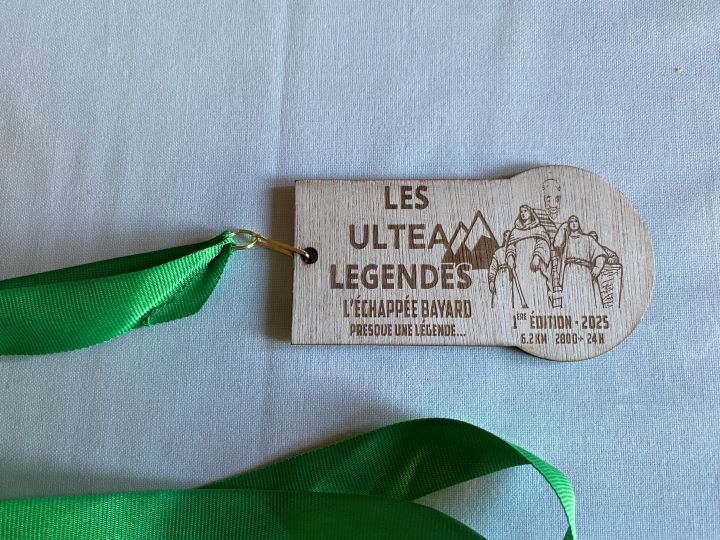 LES
ULTEA
LEGENDES
L'ÉCHAPPÉE BAYARD
PRESQUE UNE LÉGENDE...
1ÈRE ÉDITION - 2025
6.2 KM 280D+ 24H